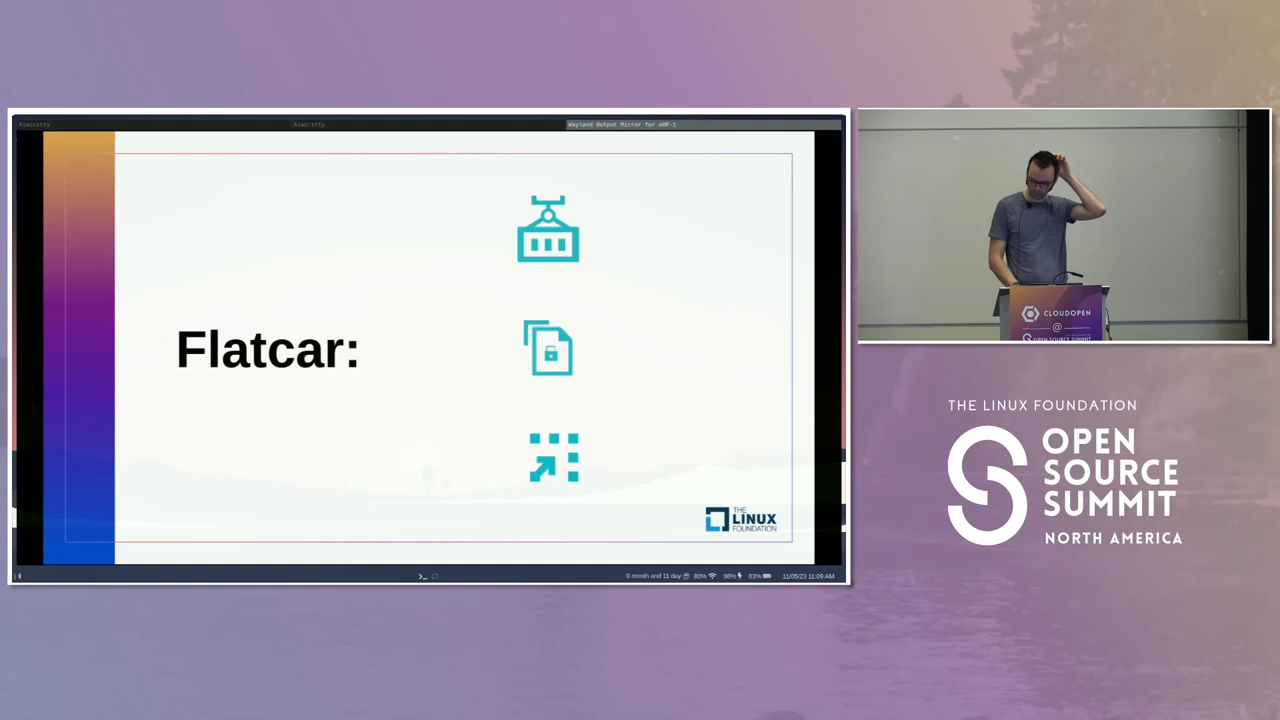 Alacritty
Alacritty
Wayland Output Mirror for eDP-1
Flatcar:
THE
LINUX
FOUNDATION
0 month and 11 day
80%
98%
83%
11/05/23 11:09 AM
CLOUDOPEN
@
OPEN SOURCE SUMMIT
THE LINUX FOUNDATION
OPEN
SOURCE
SUMMIT
NORTH AMERICA